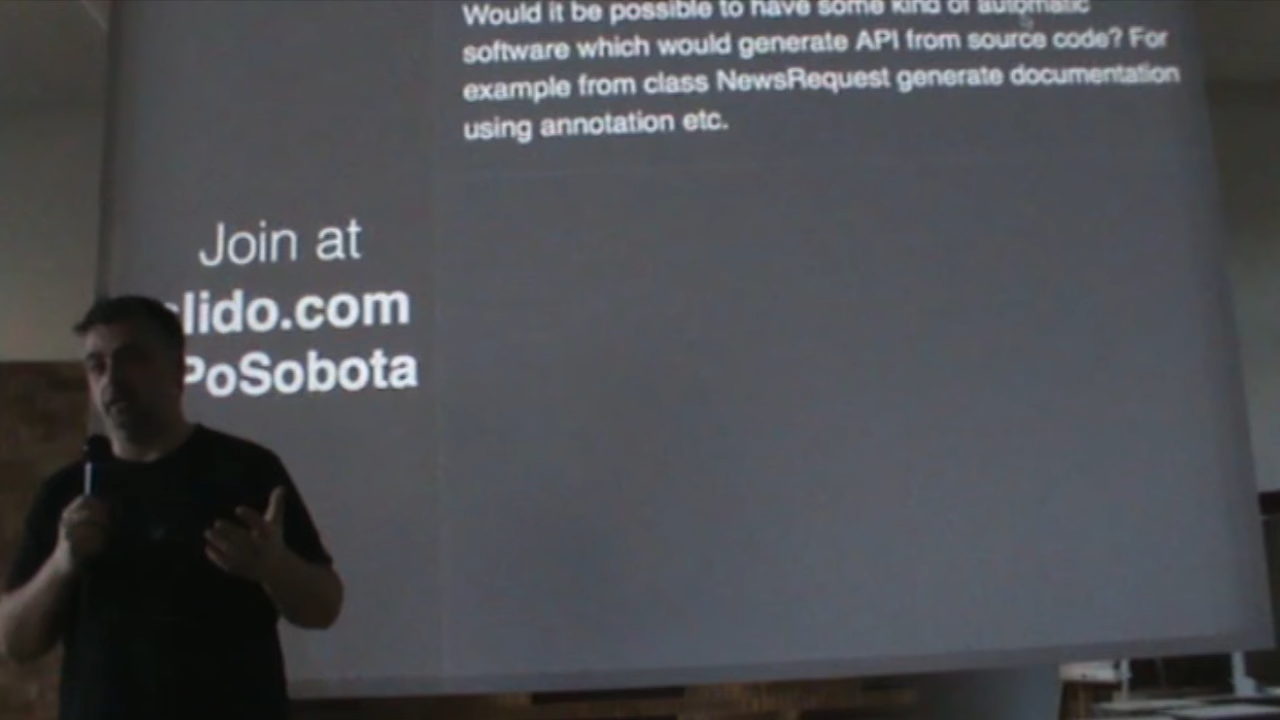 Would it be possible to have some kind of automatic
software which would generate API from source code? For
example from class NewsRequest generate documentation
using annotation etc.
Join at
slido.com
PoSobota